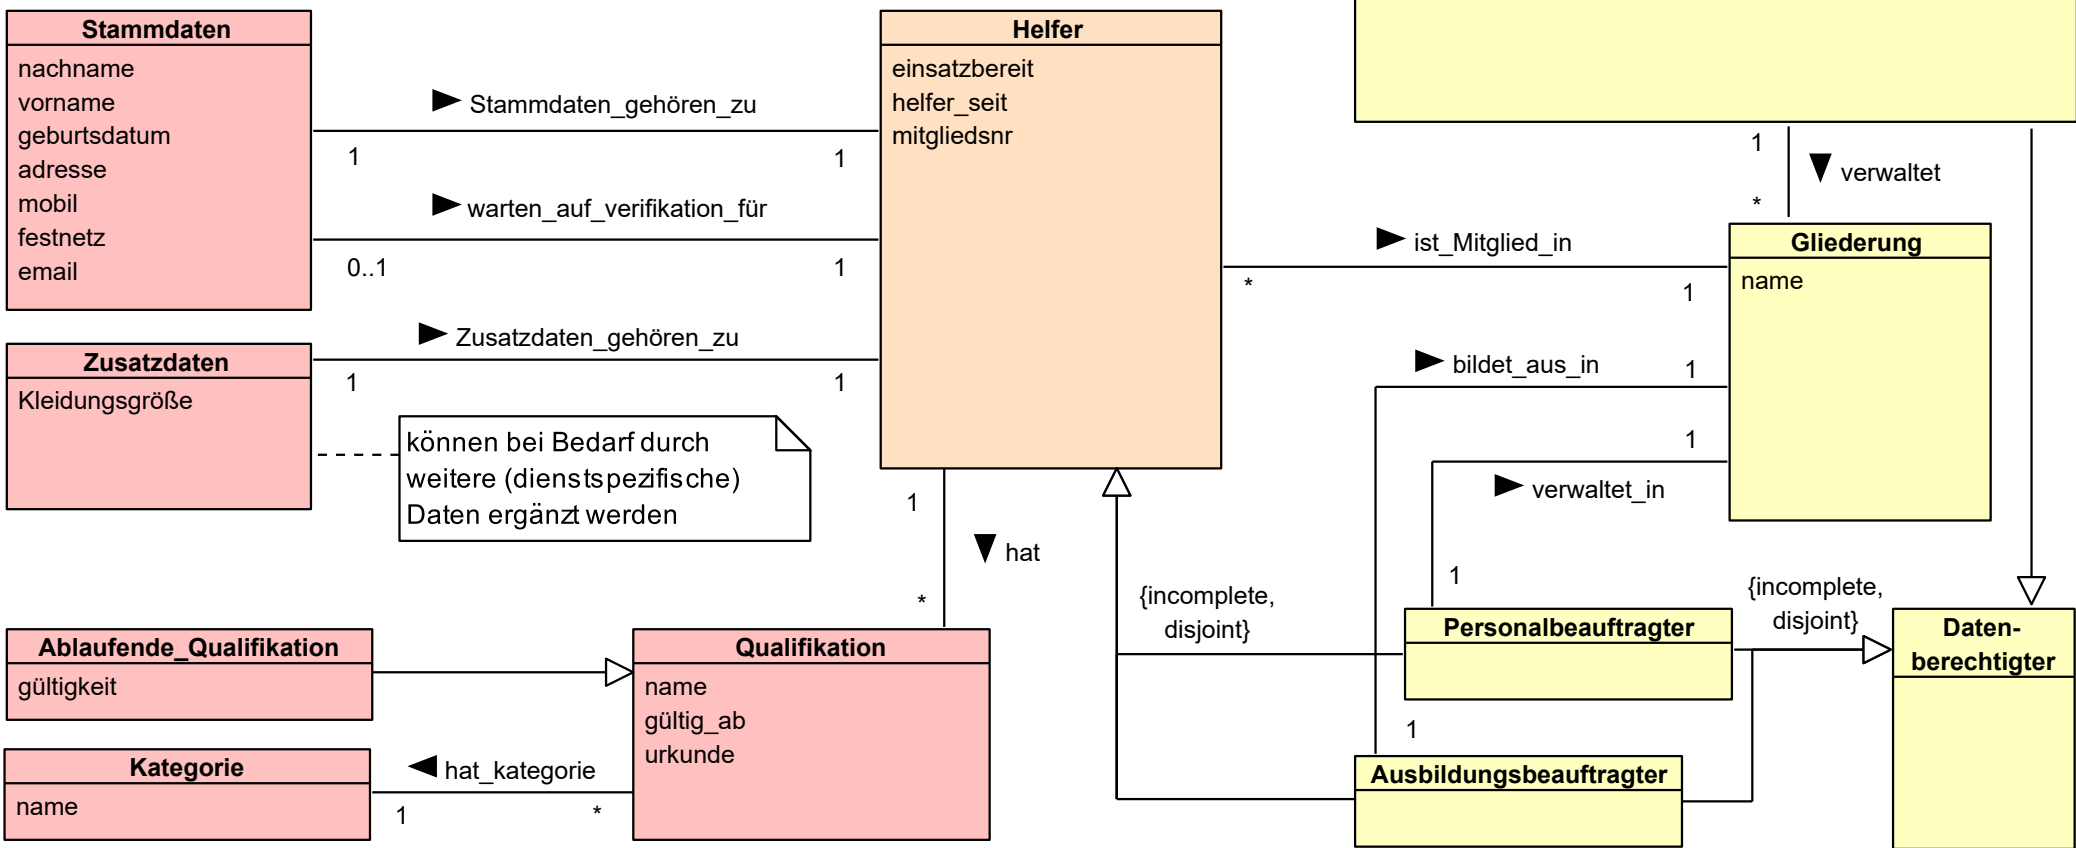 Stammdaten
nachname
vorname
geburtsdatum
adresse
mobil
festnetz
email
Stammdaten_gehören_zu
1
1
warten_auf_verifikation_für
0..1
1
Helfer
einsatzbereit
helfer_seit
mitgliedsnr
1
verwaltet
*
Gliederung
name
ist_Mitglied_in
*
1
Zusatzdaten
Kleidungsgröße
Zusatzdaten_gehören_zu
1
1
können bei Bedarf durch
weitere (dienstspezifische)
Daten ergänzt werden
bildet_aus_in
1
1
verwaltet_in
1
1
hat
*
{incomplete,
disjoint}
Personalbeauftragter
{incomplete,
disjoint}
Daten-
berechtigter
Ablaufende_Qualifikation
gültigkeit
Qualifikation
name
gültig_ab
urkunde
Kategorie
name
hat_kategorie
1
*
1
Ausbildungsbeauftragter